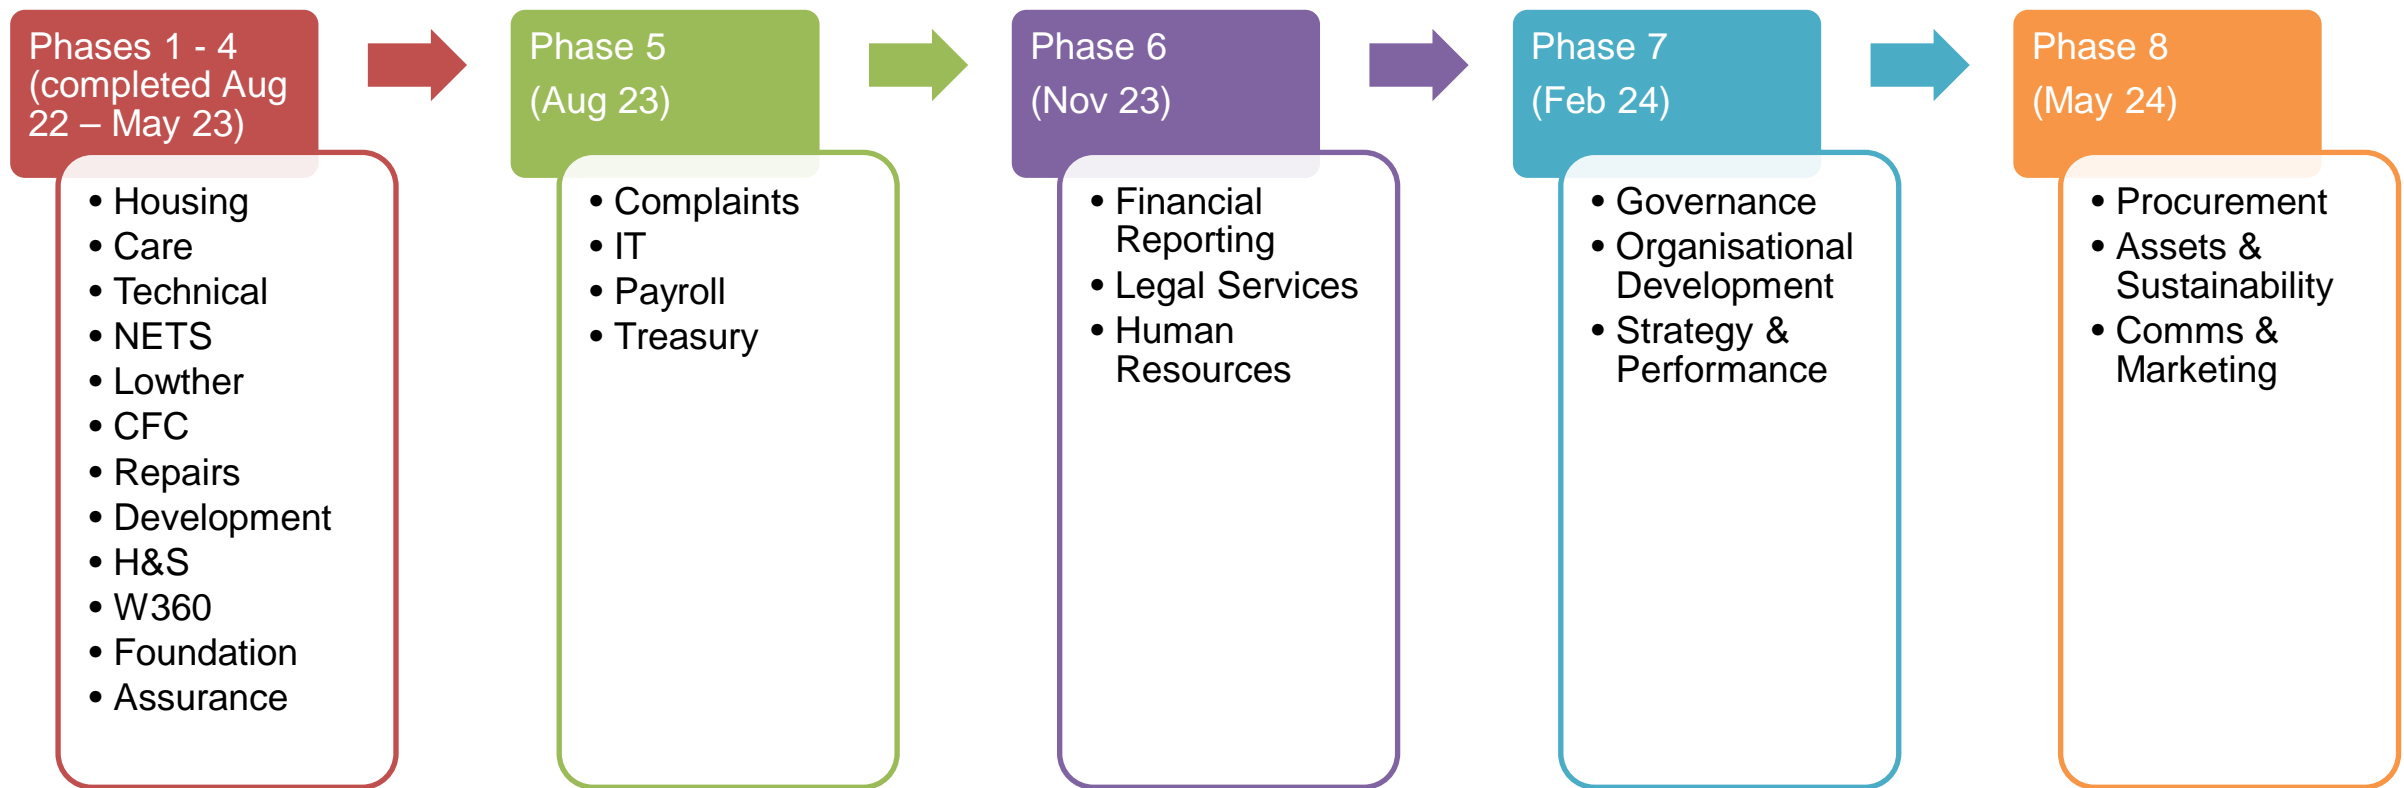 Phases 1 - 4
(completed Aug
22 – May 23)
• Housing
• Care
• Technical
• NETS
• Lowther
• CFC
• Repairs
• Development
• H&S
• W360
• Foundation
• Assurance
Phase 5
(Aug 23)
• Complaints
• IT
• Payroll
• Treasury
Phase 6
(Nov 23)
• Financial
Reporting
• Legal Services
• Human
Resources
Phase 7
(Feb 24)
• Governance
• Organisational
Development
• Strategy &
Performance
Phase 8
(May 24)
• Procurement
• Assets &
Sustainability
• Comms &
Marketing